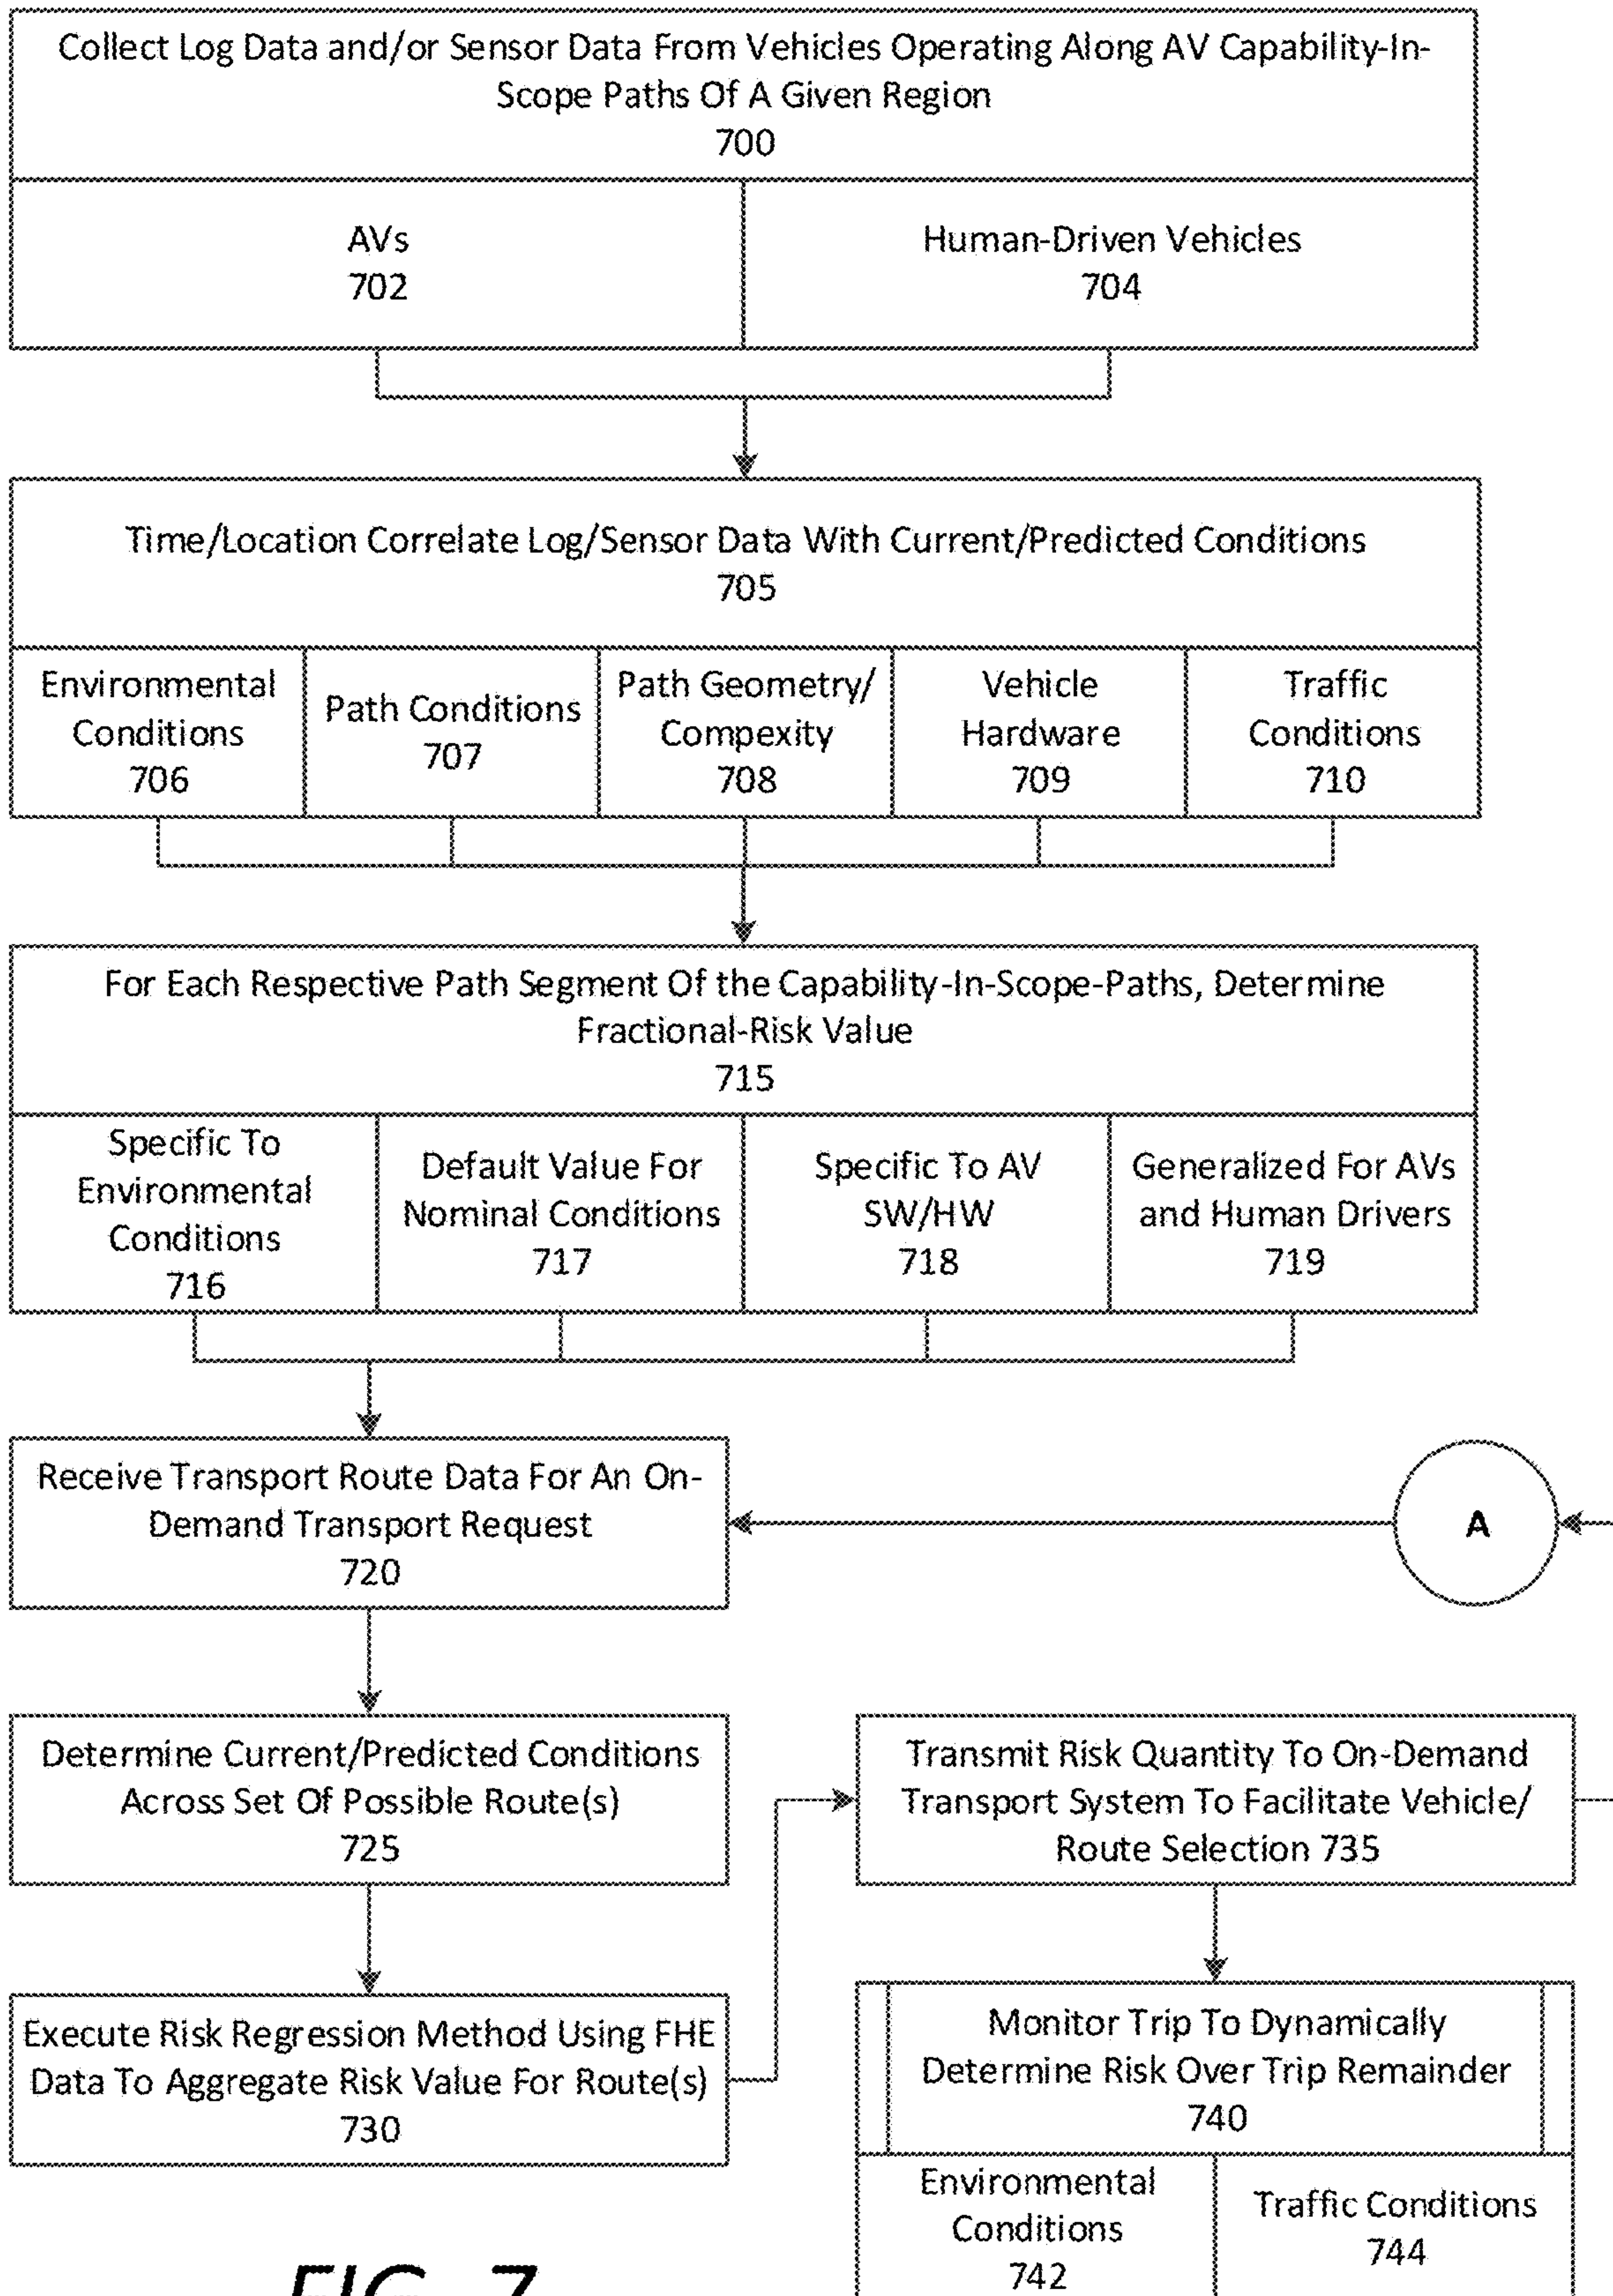 Collect Log Data and/or Sensor Data From Vehicles Operating Along AV Capability-In-
Scope Paths Of A Given Region
700
AVs
702
Human-Driven Vehicles
704
Time/Location Correlate Log/Sensor Data With Current/Predicted Conditions
705
Environmental
Conditions
706
Path Conditions
707
Path Geometry/
Compexity
708
Vehicle
Hardware
709
Traffic
Conditions
710
For Each Respective Path Segment Of the Capability-In-Scope-Paths, Determine
Fractional-Risk Value
715
Specific To
Environmental
Conditions
716
Default Value For
Nominal Conditions
717
Specific To AV
SW/HW
718
Generalized For AVs
and Human Drivers
719
Receive Transport Route Data For An On-
Demand Transport Request
720
A
Determine Current/Predicted Conditions
Across Set Of Possible Route(s)
725
Execute Risk Regression Method Using FHE
Data To Aggregate Risk Value For Route(s)
730
Transmit Risk Quantity To On-Demand
Transport System To Facilitate Vehicle/
Route Selection 735
Monitor Trip To Dynamically
Determine Risk Over Trip Remainder
740
Environmental
Conditions
742
Traffic Conditions
744
FIG. 7